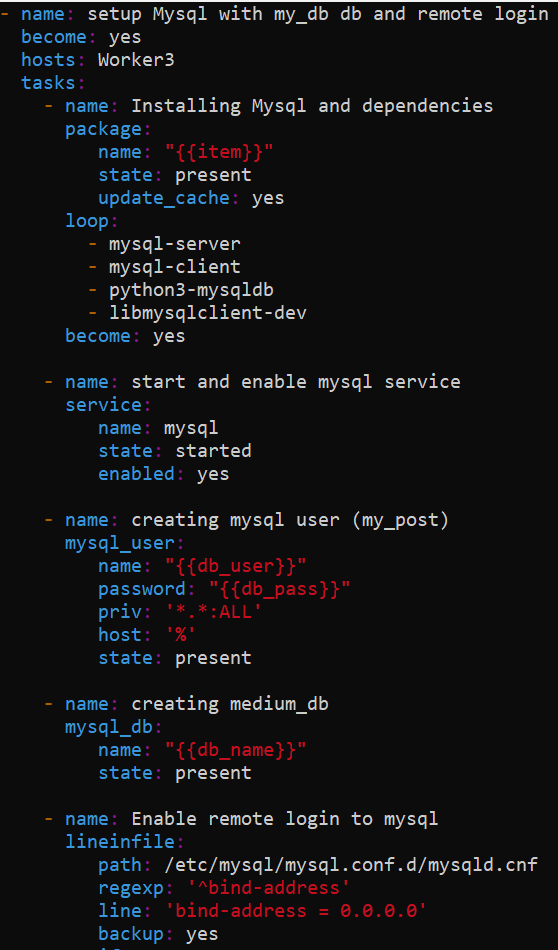 - name: setup Mysql with my_db db and remote login
  become: yes
  hosts: Worker3
  tasks:
    - name: Installing Mysql and dependencies
      package:
         name: "{{item}}"
         state: present
         update_cache: yes
      loop:
        - mysql-server
        - mysql-client
        - python3-mysqldb
        - libmysqlclient-dev
      become: yes

    - name: start and enable mysql service
      service:
         name: mysql
         state: started
         enabled: yes

    - name: creating mysql user (my_post)
      mysql_user:
         name: "{{db_user}}"
         password: "{{db_pass}}"
         priv: '*.*:ALL'
         host: '%'
         state: present

    - name: creating medium_db
      mysql_db:
         name: "{{db_name}}"
         state: present

    - name: Enable remote login to mysql
      lineinfile:
         path: /etc/mysql/mysql.conf.d/mysqld.cnf
         regexp: '^bind-address'
         line: 'bind-address = 0.0.0.0'
         backup: yes